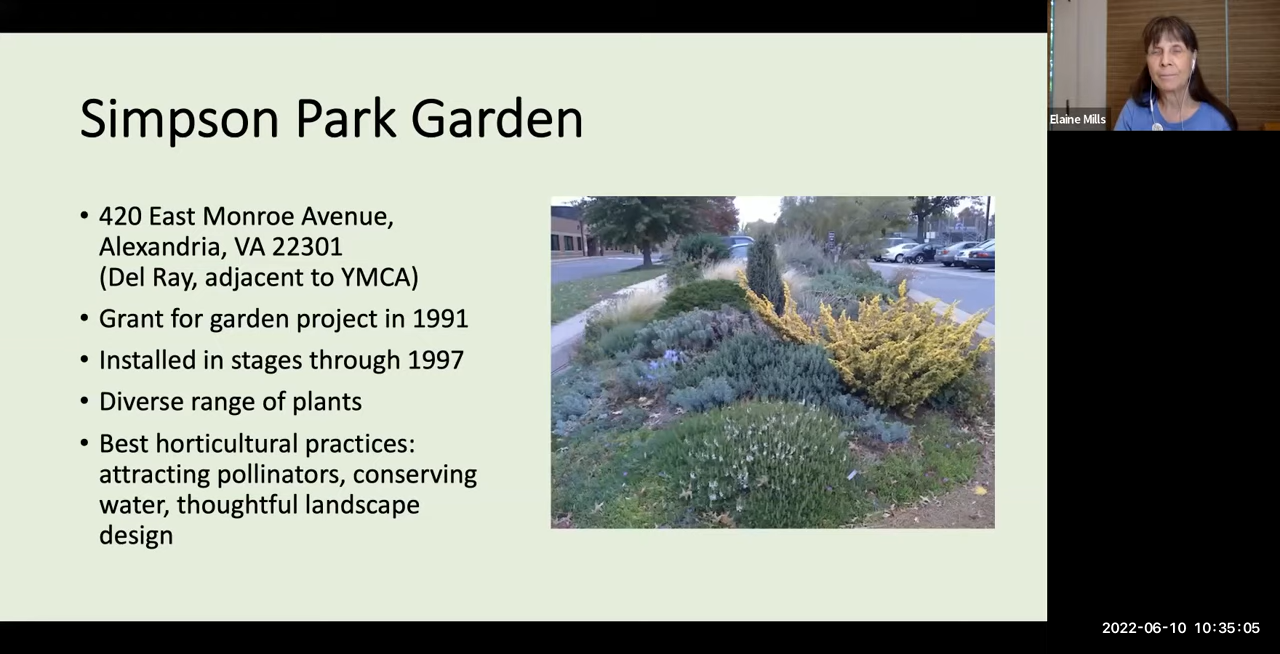 Simpson Park Garden
• 420 East Monroe Avenue,
Alexandria, VA 22301
(Del Ray, adjacent to YMCA)
• Grant for garden project in 1991
• Installed in stages through 1997
• Diverse range of plants
• Best horticultural practices:
attracting pollinators, conserving
water, thoughtful landscape
design
Elaine Mills
2022-06-10 10:35:05